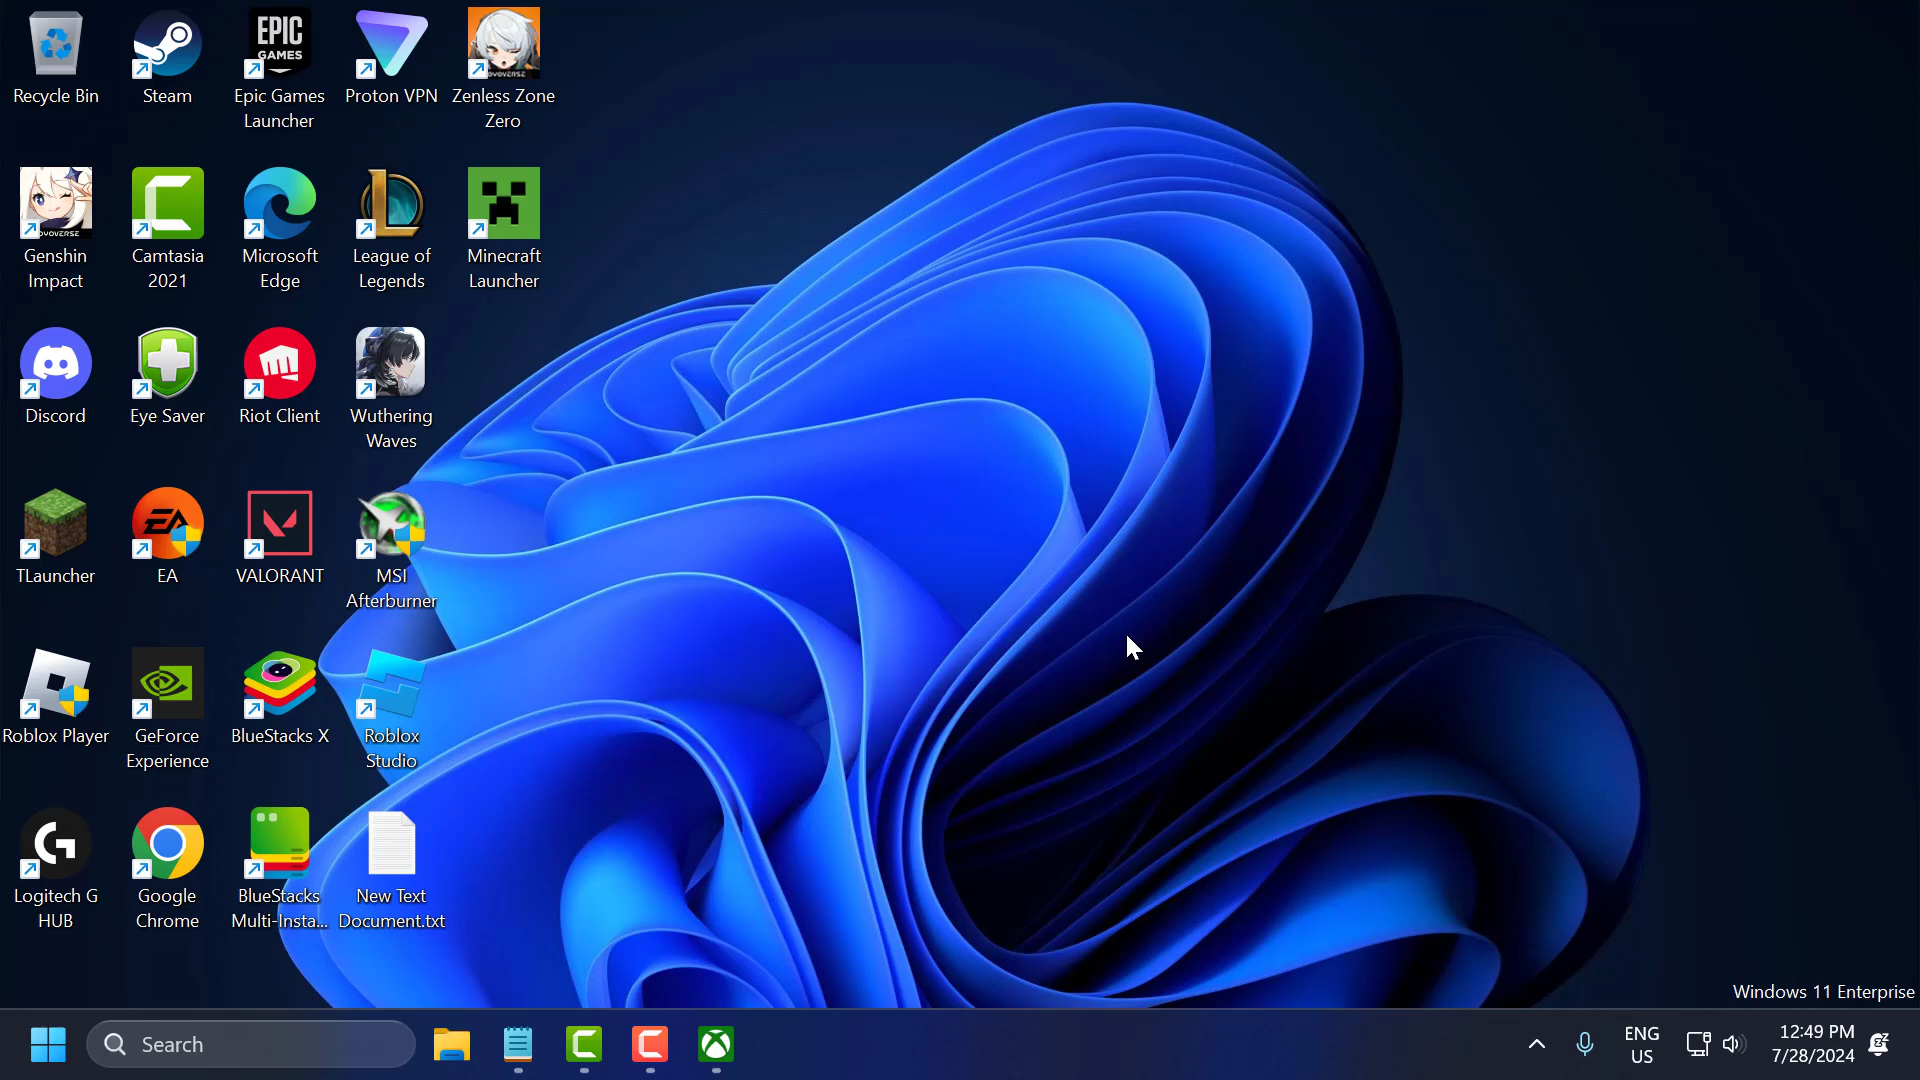 Recycle Bin
Steam
EPIC
GAMES
Epic Games
Launcher
Proton VPN
Zenless Zone
Zero
Genshin
Impact
Camtasia
2021
Microsoft
Edge
League of
Legends
Minecraft
Launcher
Discord
Eye Saver
Riot Client
Wuthering
Waves
TLauncher
EA
EA
VALORANT
MSI
Afterburner
Roblox Player
GeForce
Experience
BlueStacks X
Roblox
Studio
Logitech G
HUB
Google
Chrome
BlueStacks
Multi-Insta...
New Text
Document.txt
Windows 11 Enterprise
Search
ENG
US
12:49 PM
7/28/2024